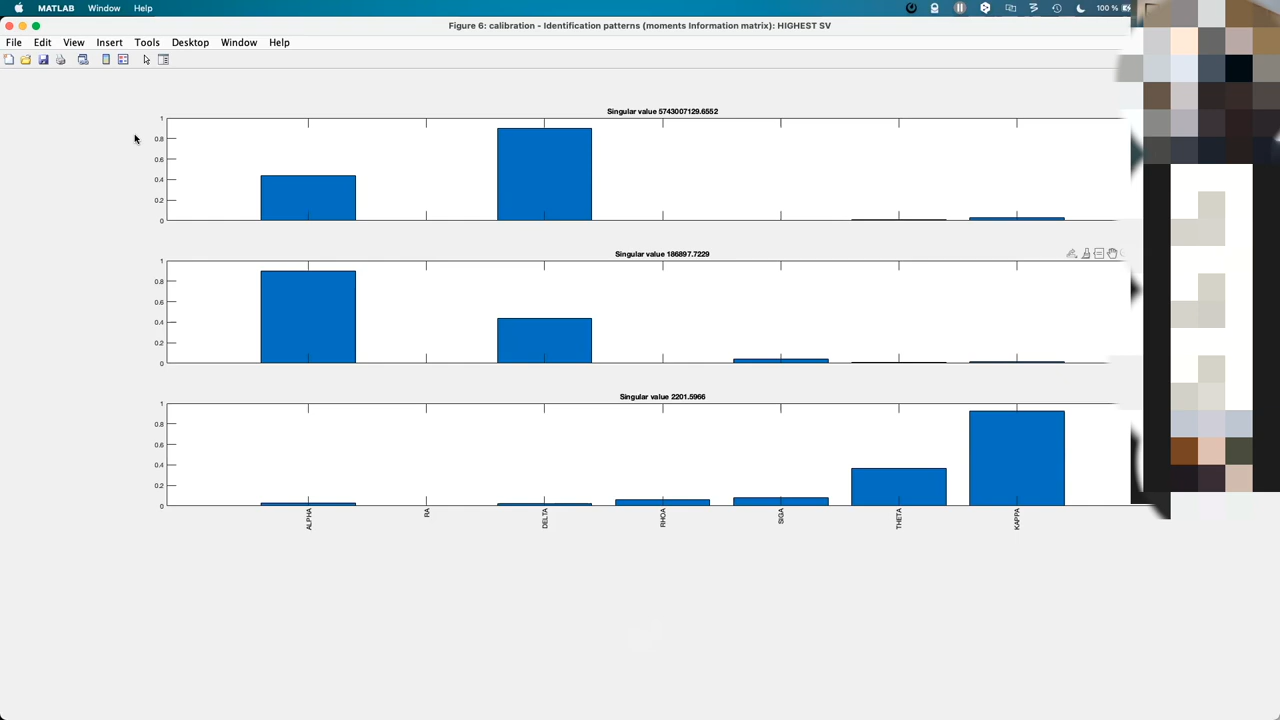 MATLAB Window Help
100 %
Figure 6: calibration - Identification patterns (moments Information matrix): HIGHEST SV
File Edit View Insert Tools Desktop Window Help
Singular value 5743007129.6552
1
0.8
0.6
0.4
0.2
0
Singular value 186897.7229
1
0.8
0.6
0.4
0.2
0
Singular value 2201.5966
1
0.8
0.6
0.4
0.2
0
ALPHA
RA
DELTA
RHOA
SIGA
THETA
KAPPA